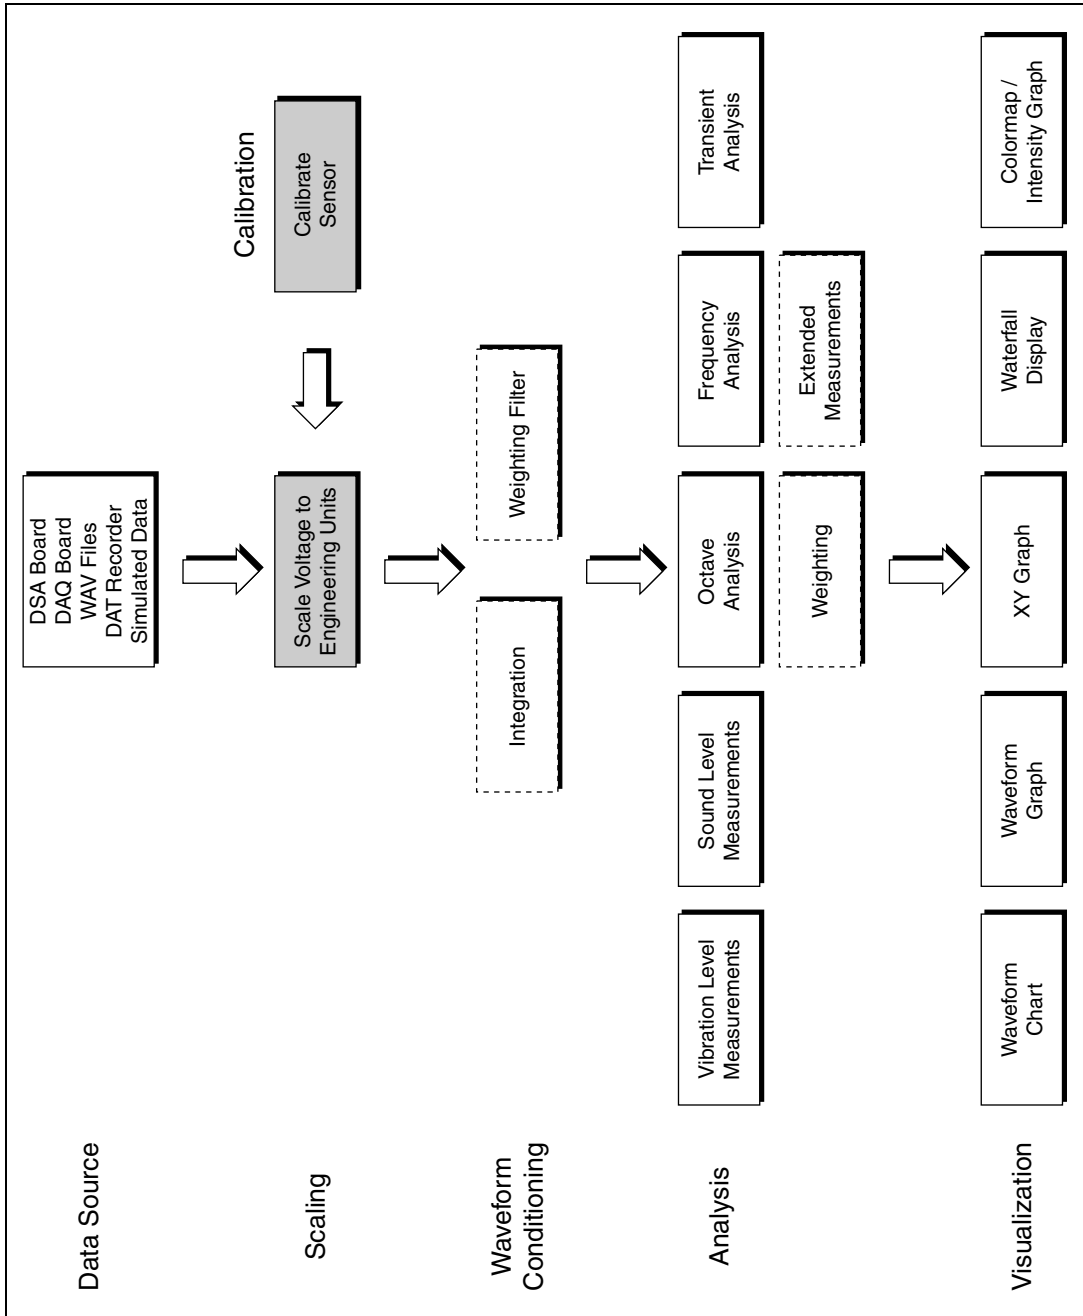 Data Source
DSA Board
DAQ Board
WAV Files
DAT Recorder
Simulated Data
Calibration
Scaling
Scale Voltage to
Engineering Units
Calibrate
Sensor
Waveform
Conditioning
Integration
Weighting Filter
Analysis
Vibration Level
Measurements
Sound Level
Measurements
Octave
Analysis
Frequency
Analysis
Transient
Analysis
Weighting
Extended
Measurements
Visualization
Waveform
Chart
Waveform
Graph
XY Graph
Waterfall
Display
Colormap /
Intensity Graph